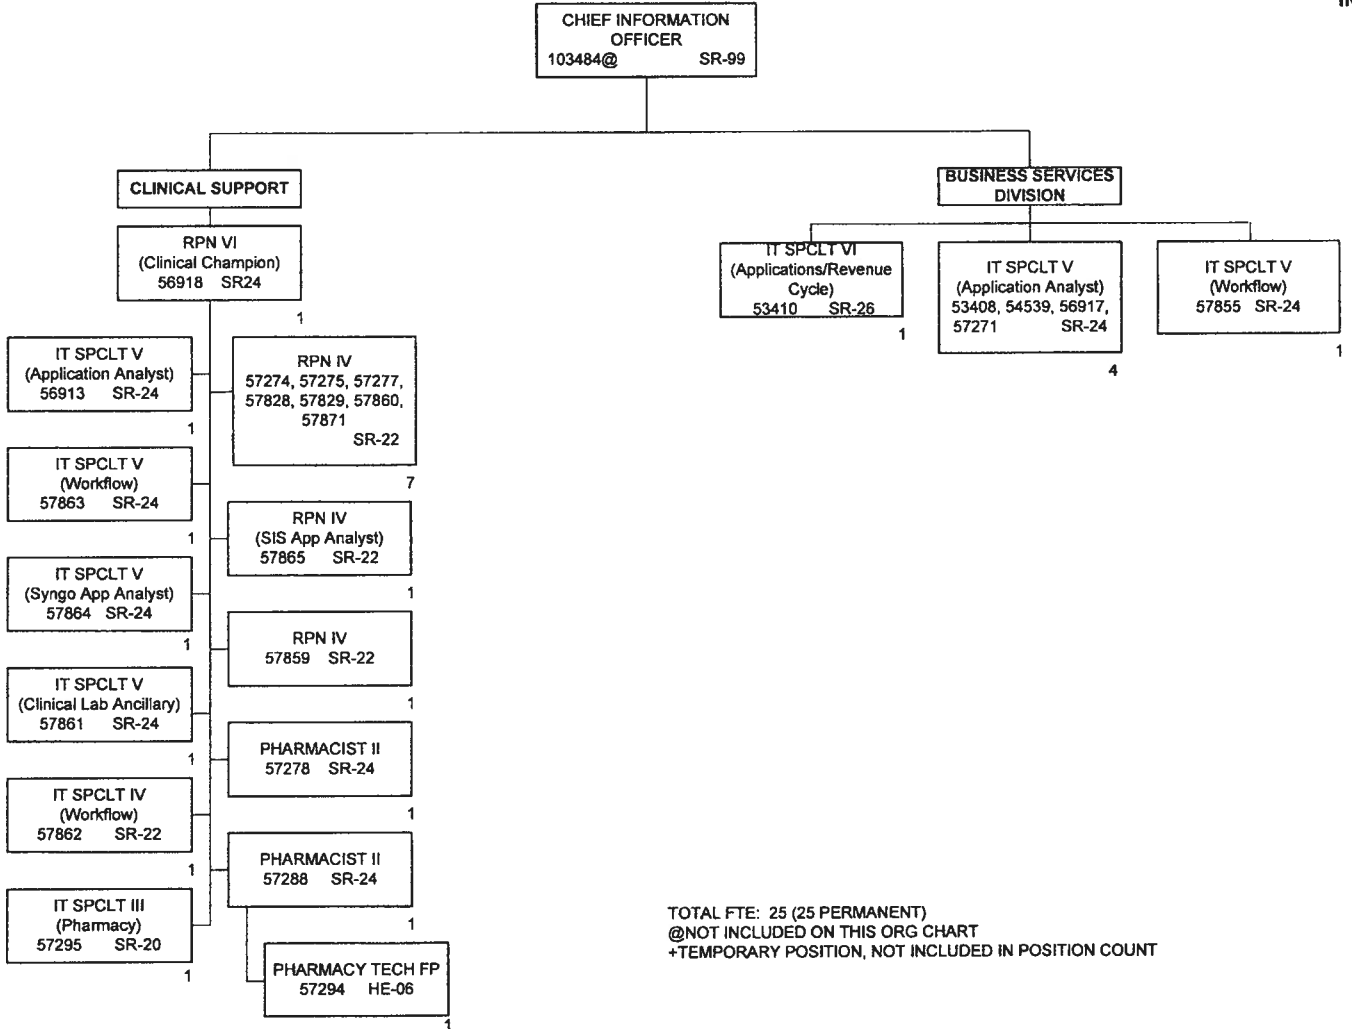 CHIEF INFORMATION
OFFICER
103484@ SR-99
CLINICAL SUPPORT
RPN VI
(Clinical Champion)
56918 SR24
1
IT SPCLT V
(Application Analyst)
56913 SR-24
1
IT SPCLT V
(Workflow)
57863 SR-24
1
IT SPCLT V
(Syngo App Analyst)
57864 SR-24
1
IT SPCLT V
(Clinical Lab Ancillary)
57861 SR-24
1
IT SPCLT IV
(Workflow)
57862 SR-22
1
IT SPCLT III
(Pharmacy)
57295 SR-20
1
RPN IV
57274, 57275, 57277,
57828, 57829, 57860,
57871
SR-22
7
RPN IV
(SIS App Analyst)
57865 SR-22
1
RPN IV
57859 SR-22
1
PHARMACIST II
57278 SR-24
1
PHARMACIST II
57288 SR-24
1
PHARMACY TECH FP
57294 HE-06
1
BUSINESS SERVICES
DIVISION
IT SPCLT VI
(Applications/Revenue
Cycle)
53410 SR-26
1
IT SPCLT V
(Application Analyst)
53408, 54539, 56917,
57271 SR-24
4
IT SPCLT V
(Workflow)
57855 SR-24
1
TOTAL FTE: 25 (25 PERMANENT)
@NOT INCLUDED ON THIS ORG CHART
+TEMPORARY POSITION, NOT INCLUDED IN POSITION COUNT